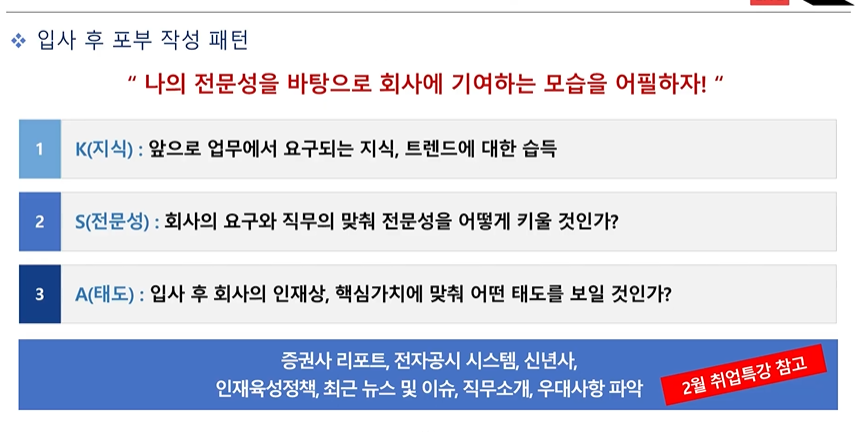 ❖ 입사 후 포부 작성 패턴
“ 나의 전문성을 바탕으로 회사에 기여하는 모습을 어필하자! “
1 K(지식) : 앞으로 업무에서 요구되는 지식, 트렌드에 대한 습득
2 S(전문성) : 회사의 요구와 직무의 맞춰 전문성을 어떻게 키울 것인가?
3 A(태도) : 입사 후 회사의 인재상, 핵심가치에 맞춰 어떤 태도를 보일 것인가?
증권사 리포트, 전자공시 시스템, 신년사,
인재육성정책, 최근 뉴스 및 이슈, 직무소개, 우대사항 파악
2월 취업특강 참고